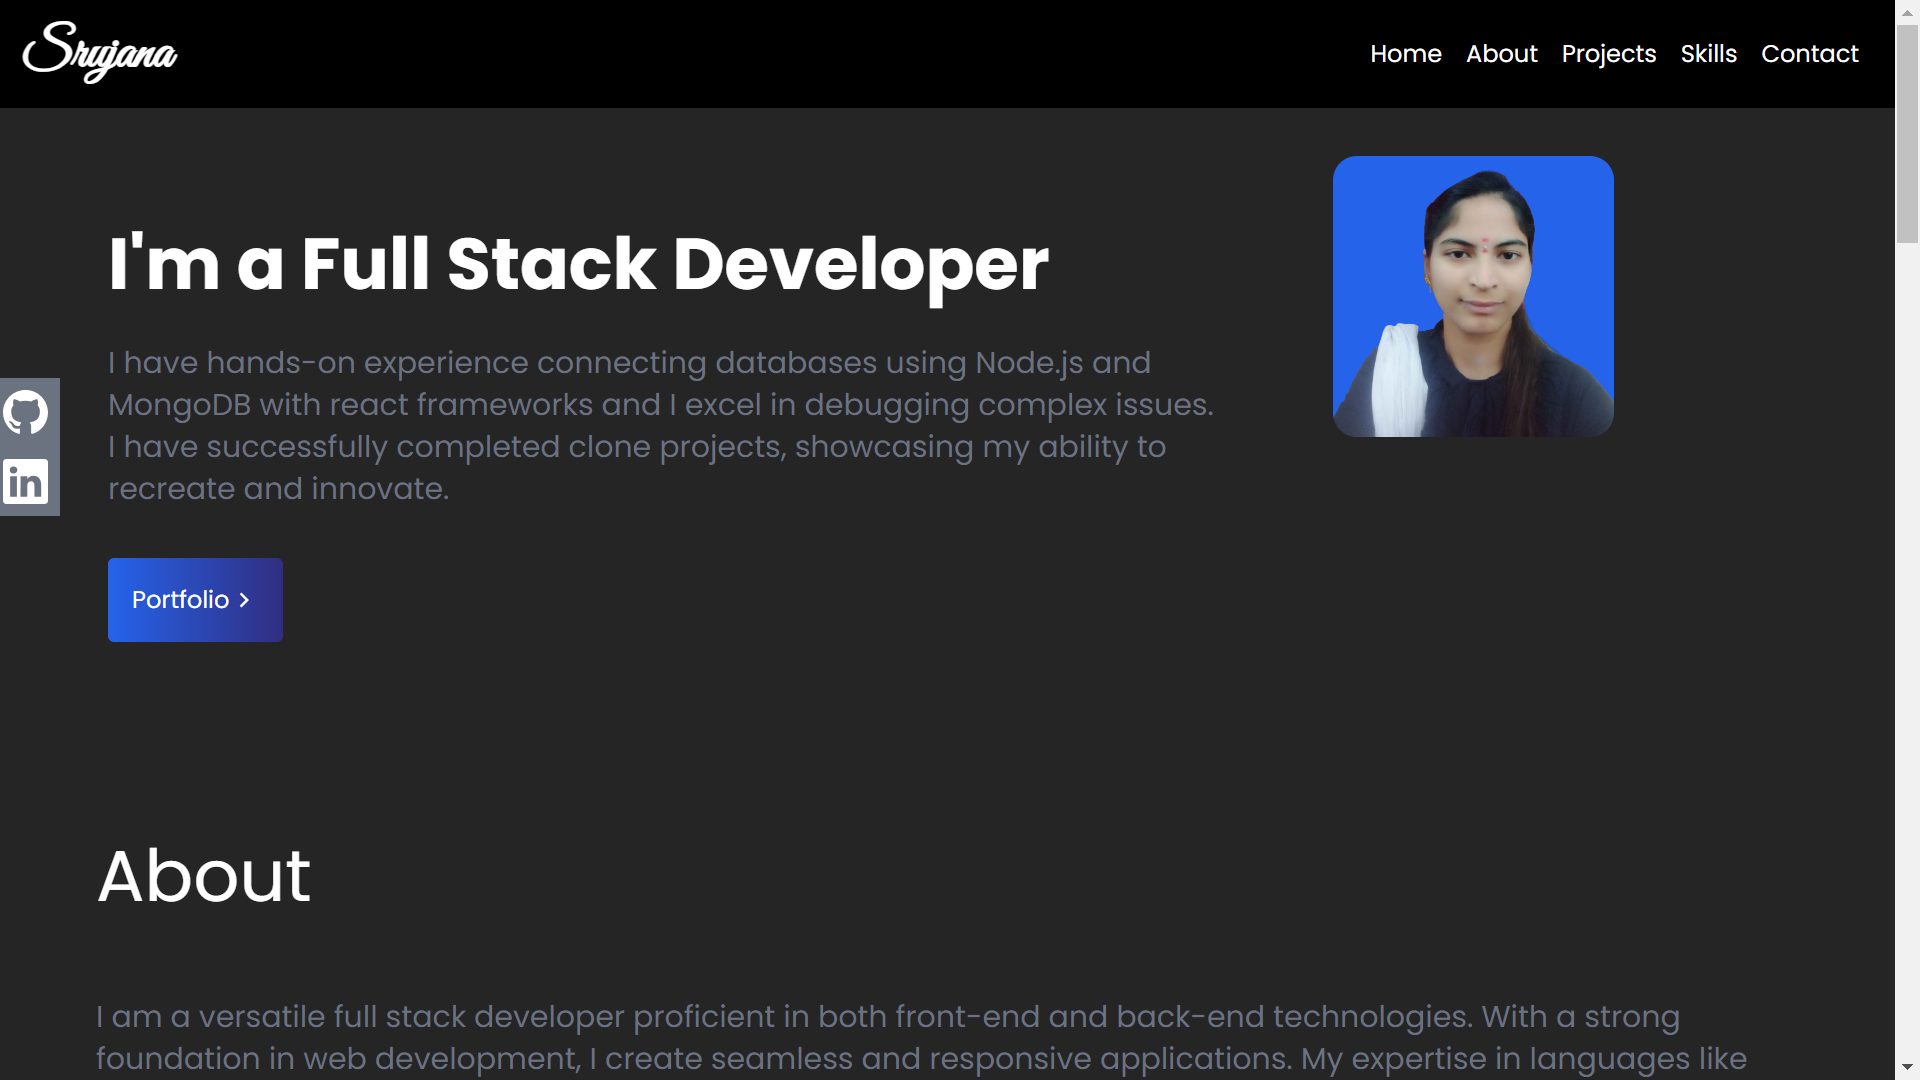 Srujana
Home About Projects Skills Contact
I'm a Full Stack Developer
I have hands-on experience connecting databases using Node.js and
MongoDB with react frameworks and I excel in debugging complex issues.
I have successfully completed clone projects, showcasing my ability to
recreate and innovate.
in
Portfolio >
About
I am a versatile full stack developer proficient in both front-end and back-end technologies. With a strong
foundation in web development, I create seamless and responsive applications. My expertise in languages like